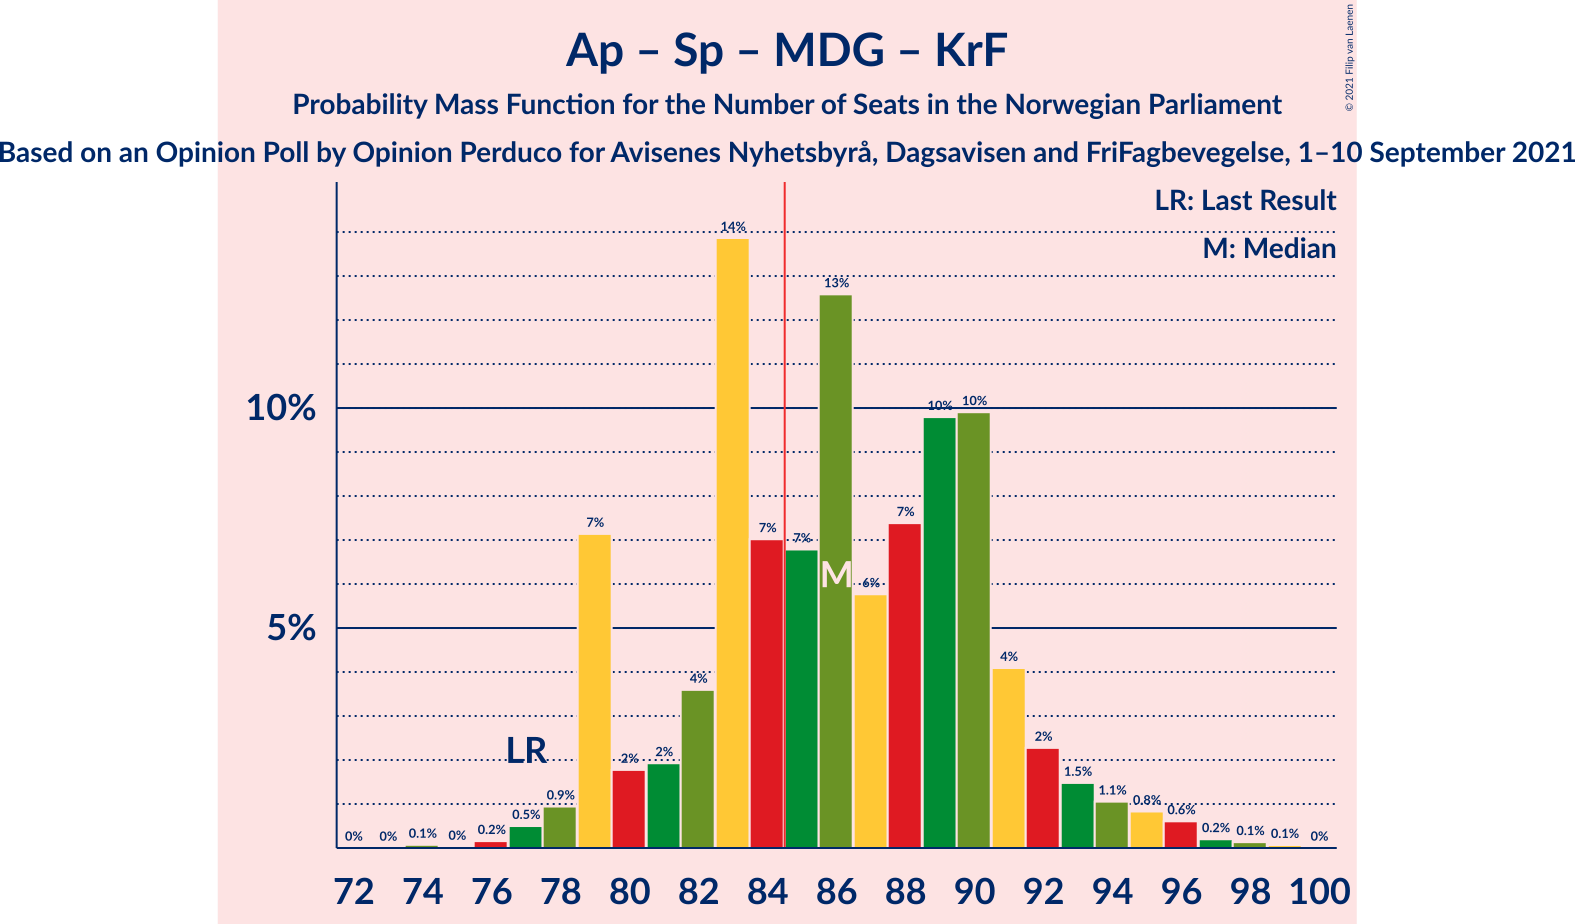 Ap – Sp – MDG – KrF
Probability Mass Function for the Number of Seats in the Norwegian Parliament
Based on an Opinion Poll by Opinion Perduco for Avisenes Nyhetsbyrå, Dagsavisen and FriFagbevegelse, 1–10 September 2021
© 2021 Filip van Laenen
LR: Last Result
M: Median
10%
5%
0% 0% 0.1% 0% 0.2% 0.5% 0.9% 7% 2% 2% 4% 14% 7% 7% 13% 6% 7% 10% 10% 4% 2% 1.5% 1.1% 0.8% 0.6% 0.2% 0.1% 0.1% 0%
LR
M
72 74 76 78 80 82 84 86 88 90 92 94 96 98 100